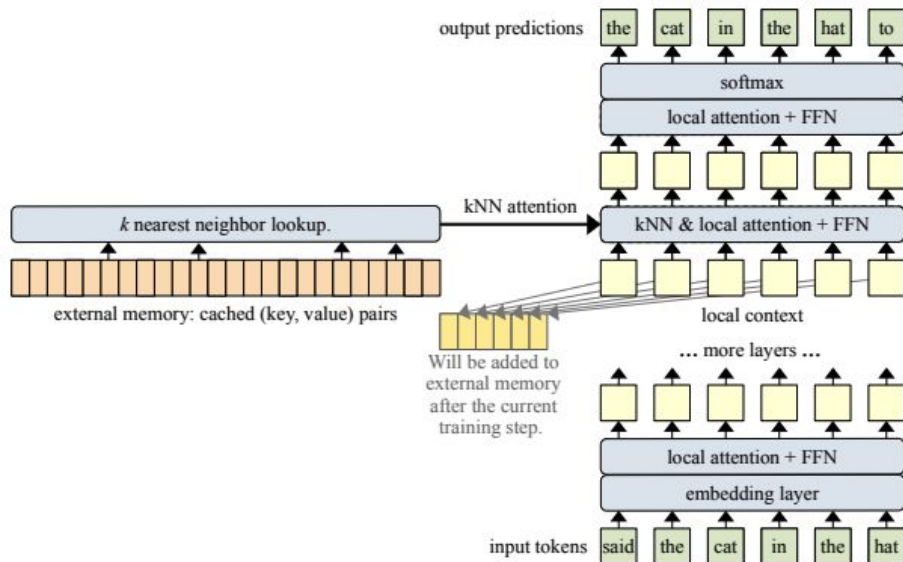 output predictions the cat in the hat to
softmax
local attention + FFN
kNN attention
k nearest neighbor lookup.
kNN & local attention + FFN
external memory: cached (key, value) pairs
local context
Will be added to
external memory
after the current
training step.
... more layers ...
local attention + FFN
embedding layer
input tokens said the cat in the hat